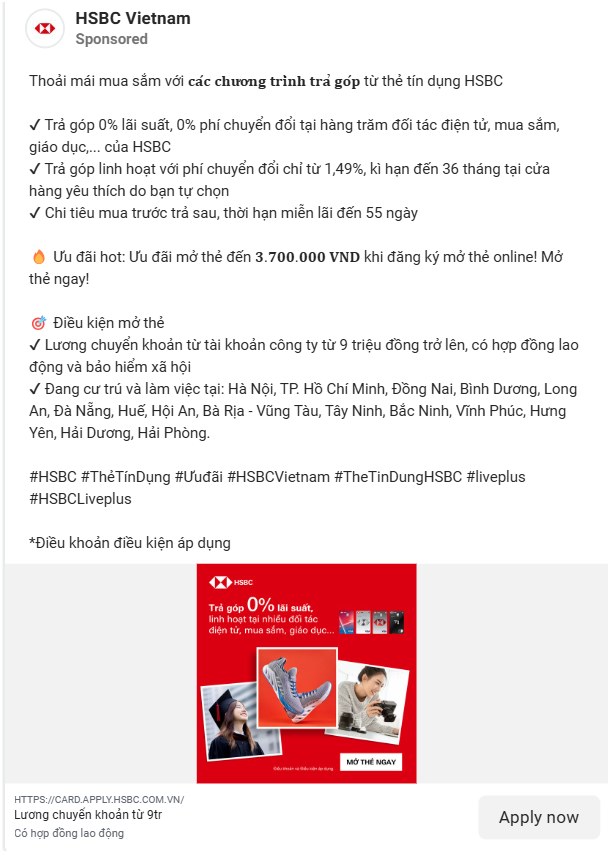 HSBC Vietnam
Sponsored
Thoải mái mua sắm với các chương trình trả góp từ thẻ tín dụng HSBC
✓ Trả góp 0% lãi suất, 0% phí chuyển đổi tại hàng trăm đối tác điện tử, mua sắm,
giáo dục,... của HSBC
✓ Trả góp linh hoạt với phí chuyển đổi chỉ từ 1,49%, kì hạn đến 36 tháng tại cửa
hàng yêu thích do bạn tự chọn
✓ Chi tiêu mua trước trả sau, thời hạn miễn lãi đến 55 ngày
🔥 Ưu đãi hot: Ưu đãi mở thẻ đến 3.700.000 VND khi đăng ký mở thẻ online! Mở
thẻ ngay!
🎯 Điều kiện mở thẻ
✓ Lương chuyển khoản từ tài khoản công ty từ 9 triệu đồng trở lên, có hợp đồng lao
động và bảo hiểm xã hội
✓ Đang cư trú và làm việc tại: Hà Nội, TP. Hồ Chí Minh, Đồng Nai, Bình Dương, Long
An, Đà Nẵng, Huế, Hội An, Bà Rịa - Vũng Tàu, Tây Ninh, Bắc Ninh, Vĩnh Phúc, Hưng
Yên, Hải Dương, Hải Phòng.
#HSBC #ThẻTínDụng #Ưuđãi #HSBCVietnam #TheTinDungHSBC #liveplus
#HSBCLiveplus
*Điều khoản điều kiện áp dụng
HSBC
Trả góp 0% lãi suất,
linh hoạt tại nhiều đối tác
điện tử, mua sắm, giáo dục...
MỞ THẺ NGAY
Điều khoản và điều kiện áp dụng
HTTPS://CARD.APPLY.HSBC.COM.VN/
Lương chuyển khoản từ 9tr
Có hợp đồng lao động
Apply now